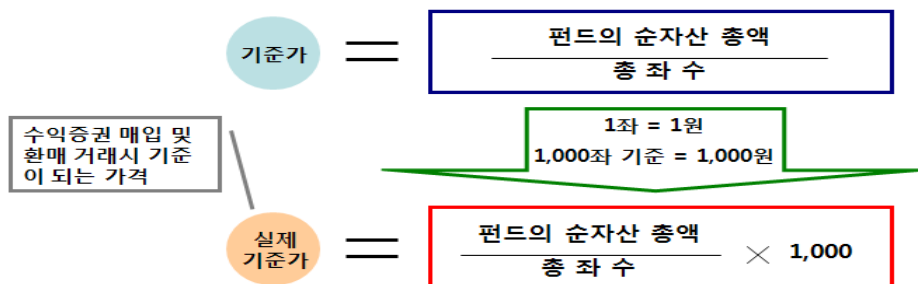 기준가
=
펀드의 순자산 총액
총 좌 수
1좌 = 1원
1,000좌 기준 = 1,000원
수익증권 매입 및
환매 거래시 기준
이 되는 가격
실제
기준가
=
펀드의 순자산 총액
총 좌 수
× 1,000